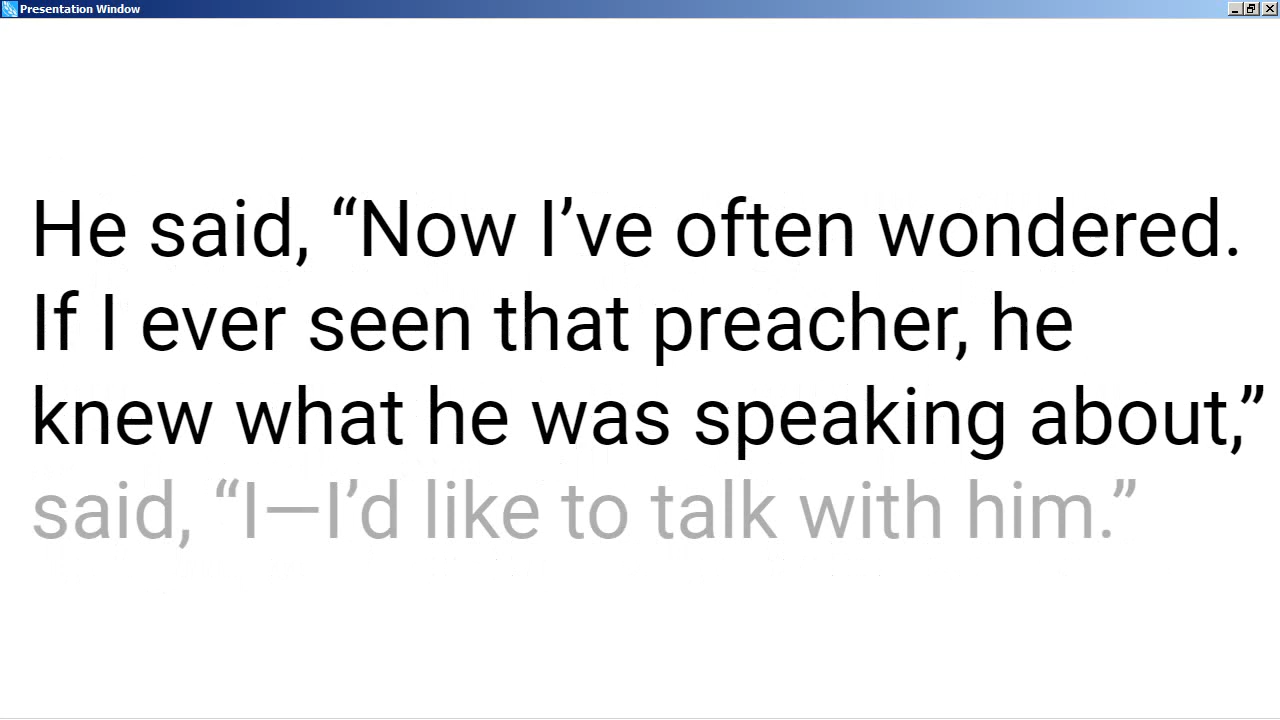 Presentation Window
He said, “Now I’ve often wondered.
If I ever seen that preacher, he
knew what he was speaking about,”
said, “I—I’d like to talk with him.”